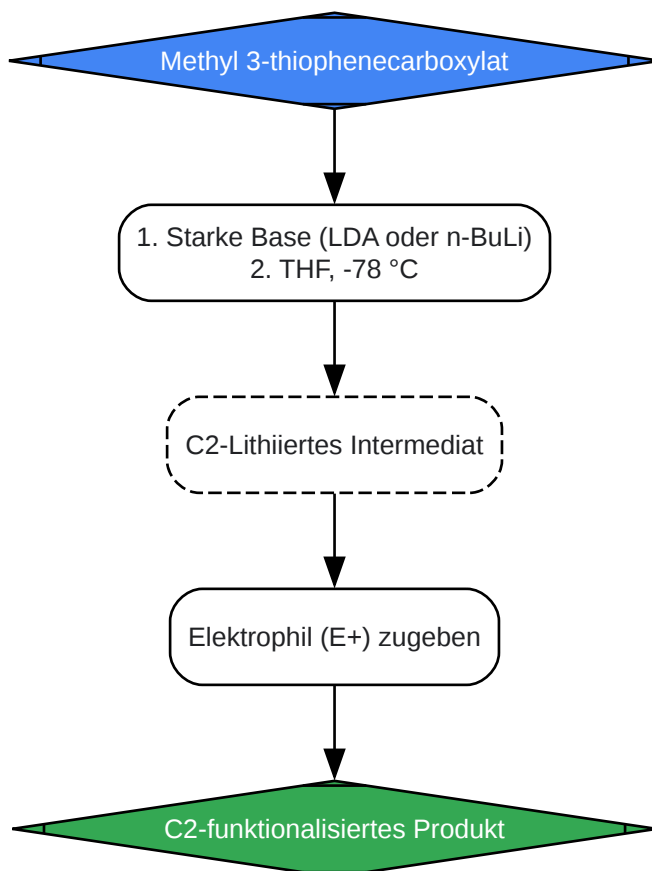 Methyl 3-thiophenecarboxylat
1. Starke Base (LDA oder n-BuLi)
2. THF, -78 °C
C2-Lithiiertes Intermediat
Elektrophil (E+) zugeben
C2-funktionalisiertes Produkt